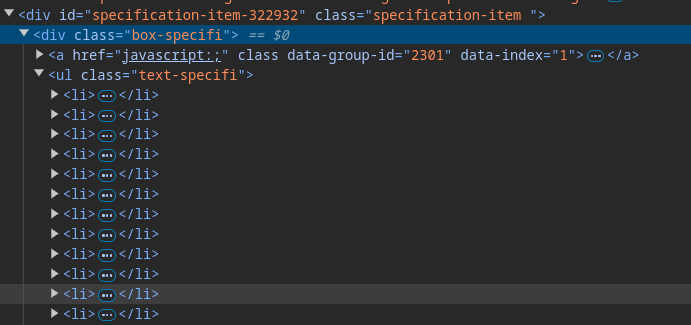 ▼<div id="specification-item-322932" class="specification-item ">
▼<div class="box-specifi"> == $0
▶<a href="javascript:;" class data-group-id="2301" data-index="1">…</a>
▼<ul class="text-specifi">
▶<li>…</li>
▶<li>…</li>
▶<li>…</li>
▶<li>…</li>
▶<li>…</li>
▶<li>…</li>
▶<li>…</li>
▶<li>…</li>
▶<li>…</li>
▶<li>…</li>
▶<li>…</li>
▶<li>…</li>